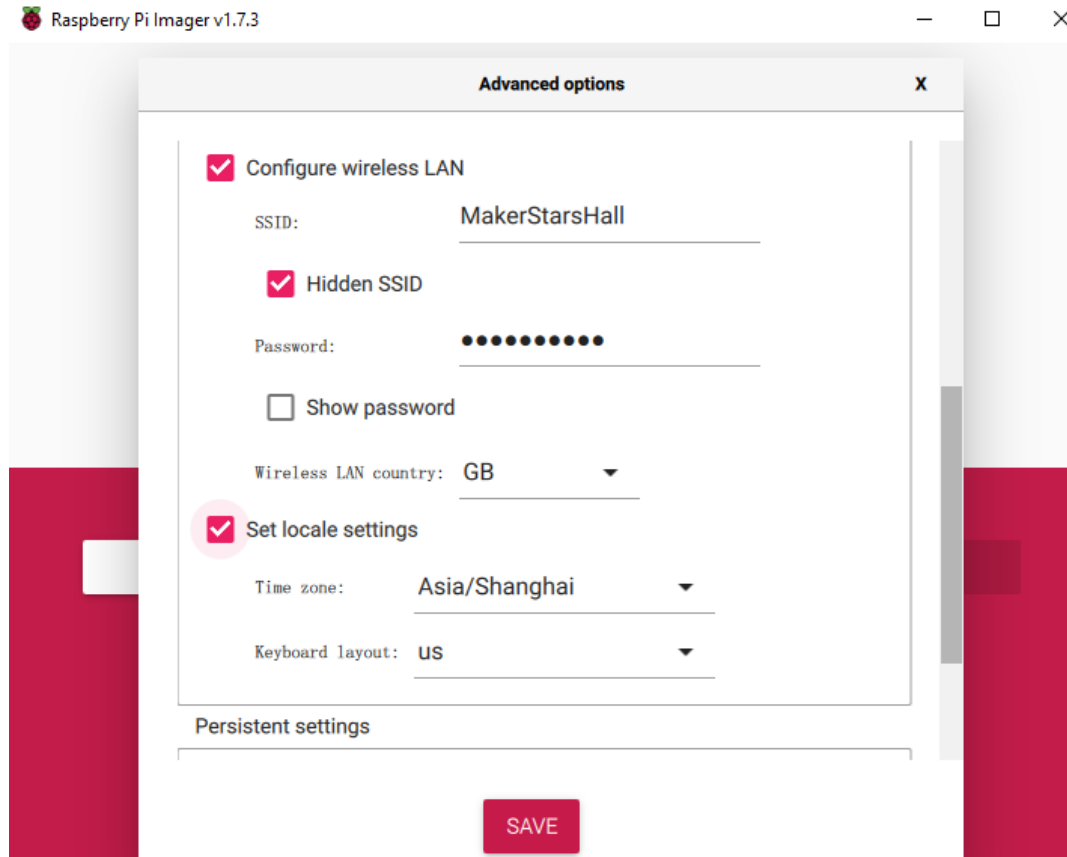 Raspberry Pi Imager v1.7.3
Advanced options X
Configure wireless LAN
SSID: MakerStarsHall
Hidden SSID
Password: ••••••••••
Show password
Wireless LAN country: GB
Set locale settings
Time zone: Asia/Shanghai
Keyboard layout: us
Persistent settings
SAVE